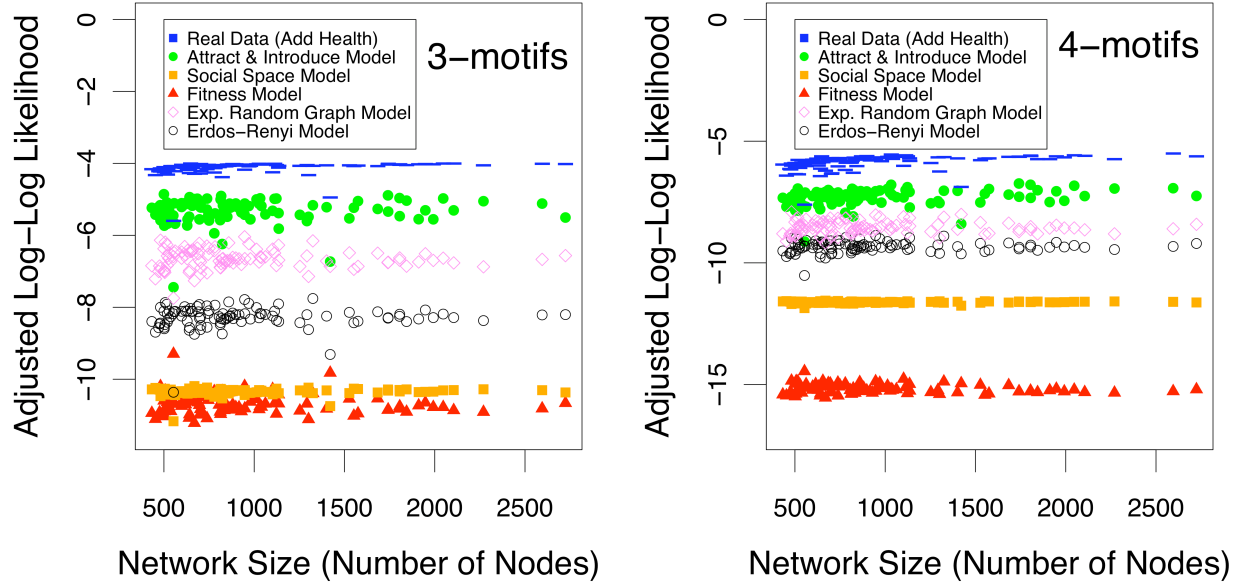 Adjusted Log−Log Likelihood
0
−2
−4
−6
−8
−10
Real Data (Add Health)
Attract & Introduce Model
Social Space Model
Fitness Model
Exp. Random Graph Model
Erdos−Renyi Model
3−motifs
500 1000 1500 2000 2500
Network Size (Number of Nodes)
Adjusted Log−Log Likelihood
0
−5
−10
−15
Real Data (Add Health)
Attract & Introduce Model
Social Space Model
Fitness Model
Exp. Random Graph Model
Erdos−Renyi Model
4−motifs
500 1000 1500 2000 2500
Network Size (Number of Nodes)